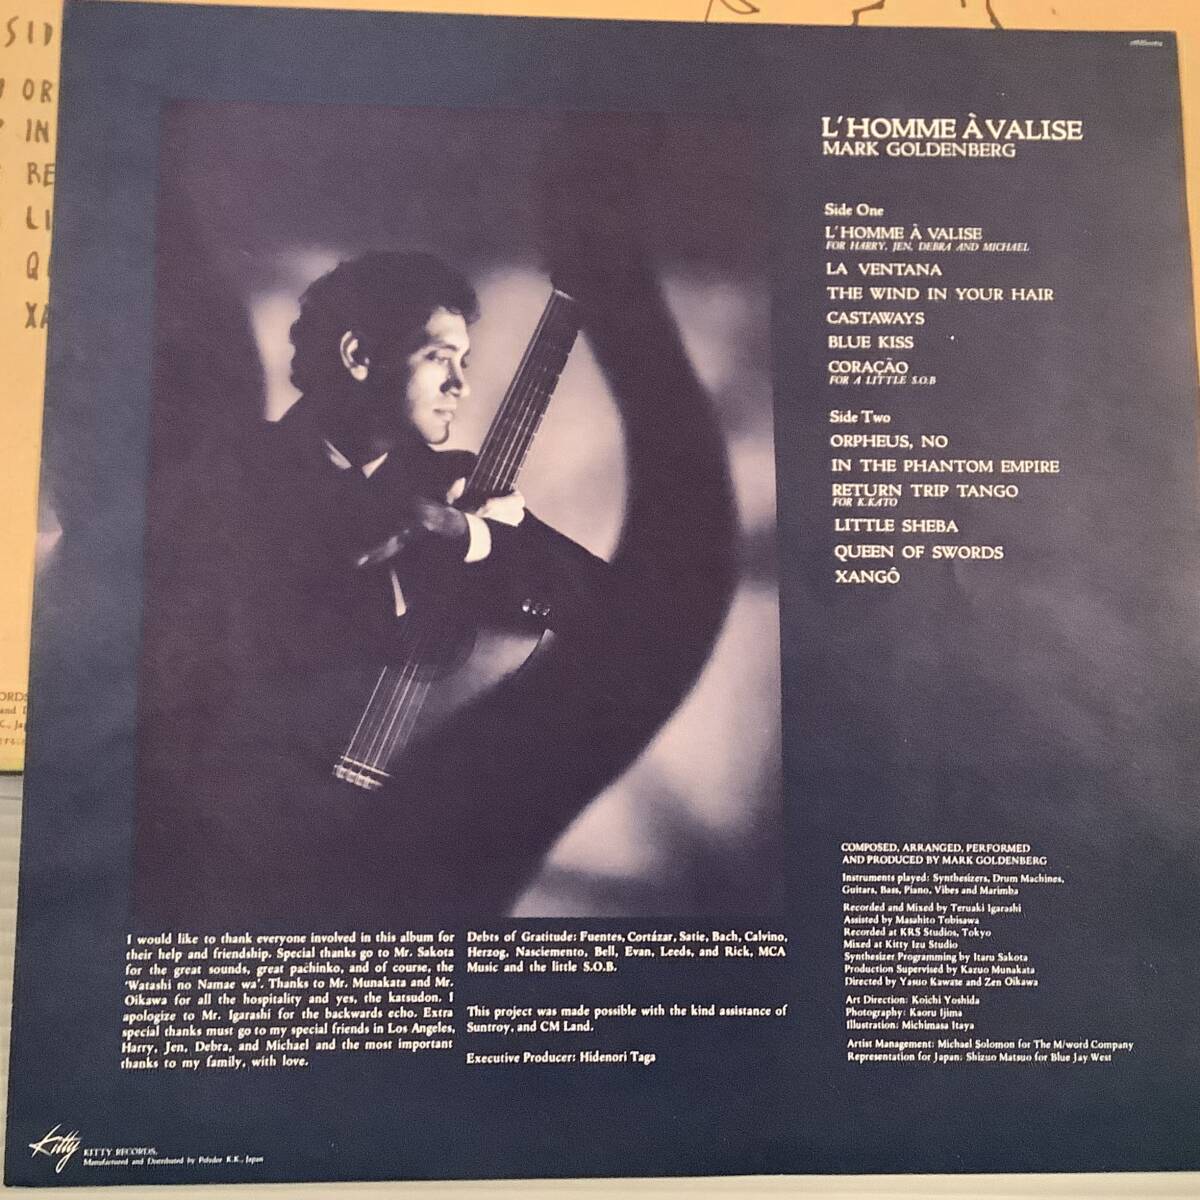 SID
OR
IN
RE
LI
QU
XA
L'HOMME À VALISE
MARK GOLDENBERG
Side One
L'HOMME À VALISE
FOR HARRY, JEN, DEBRA AND MICHAEL
LA VENTANA
THE WIND IN YOUR HAIR
CASTAWAYS
BLUE KISS
CORAÇÃO
FOR A LITTLE S.O.B
Side Two
ORPHEUS, NO
IN THE PHANTOM EMPIRE
RETURN TRIP TANGO
FOR K.KATO
LITTLE SHEBA
QUEEN OF SWORDS
XANGÔ
COMPOSED, ARRANGED, PERFORMED
AND PRODUCED BY MARK GOLDENBERG
Instruments played: Synthesizers, Drum Machines,
Guitars, Bass, Piano, Vibes and Marimba
Recorded and Mixed by Teruaki Igarashi
Assisted by Masahito Tobisawa
Recorded at KRS Studios, Tokyo
Mixed at Kitty Izu Studio
Synthesizer Programming by Itaru Sakota
Production Supervised by Kazuo Munakata
Directed by Yasuo Kawate and Zen Oikawa
Art Direction: Koichi Yoshida
Photography: Kaoru Ijima
Illustration: Michimasa Itaya
Artist Management: Michael Solomon for The M/word Company
Representation for Japan: Shizuo Matsuo for Blue Jay West
I would like to thank everyone involved in this album for
their help and friendship. Special thanks go to Mr. Sakota
for the great sounds, great pachinko, and of course, the
'Watashi no Namae wa'. Thanks to Mr. Munakata and Mr.
Oikawa for all the hospitality and yes, the katsudon. I
apologize to Mr. Igarashi for the backwards echo. Extra
special thanks must go to my special friends in Los Angeles,
Harry, Jen, Debra, and Michael and the most important
thanks to my family, with love.
Debts of Gratitude: Fuentes, Cortázar, Satie, Bach, Calvino,
Herzog, Nasciemento, Bell, Evan, Leeds, and Rick, MCA
Music and the little S.O.B.
This project was made possible with the kind assistance of
Suntroy, and CM Land.
Executive Producer: Hidenori Taga
Kitty
KITTY RECORDS.
Manufactured and Distributed by Polydor K.K., Japan